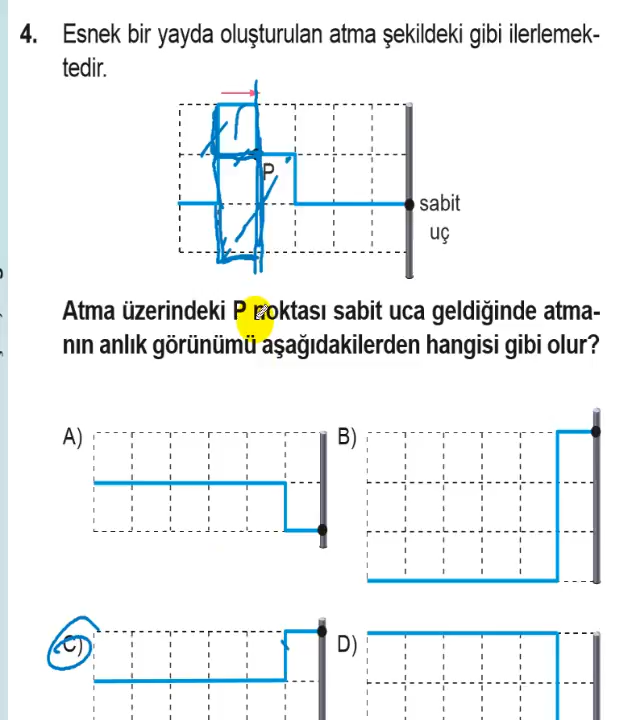 4. Esnek bir yayda oluşturulan atma şekildeki gibi ilerlemek-
tedir.
P
sabit
uç
Atma üzerindeki P noktası sabit uca geldiğinde atma-
nın anlık görünümü aşağıdakilerden hangisi gibi olur?
A)
B)
C)
D)